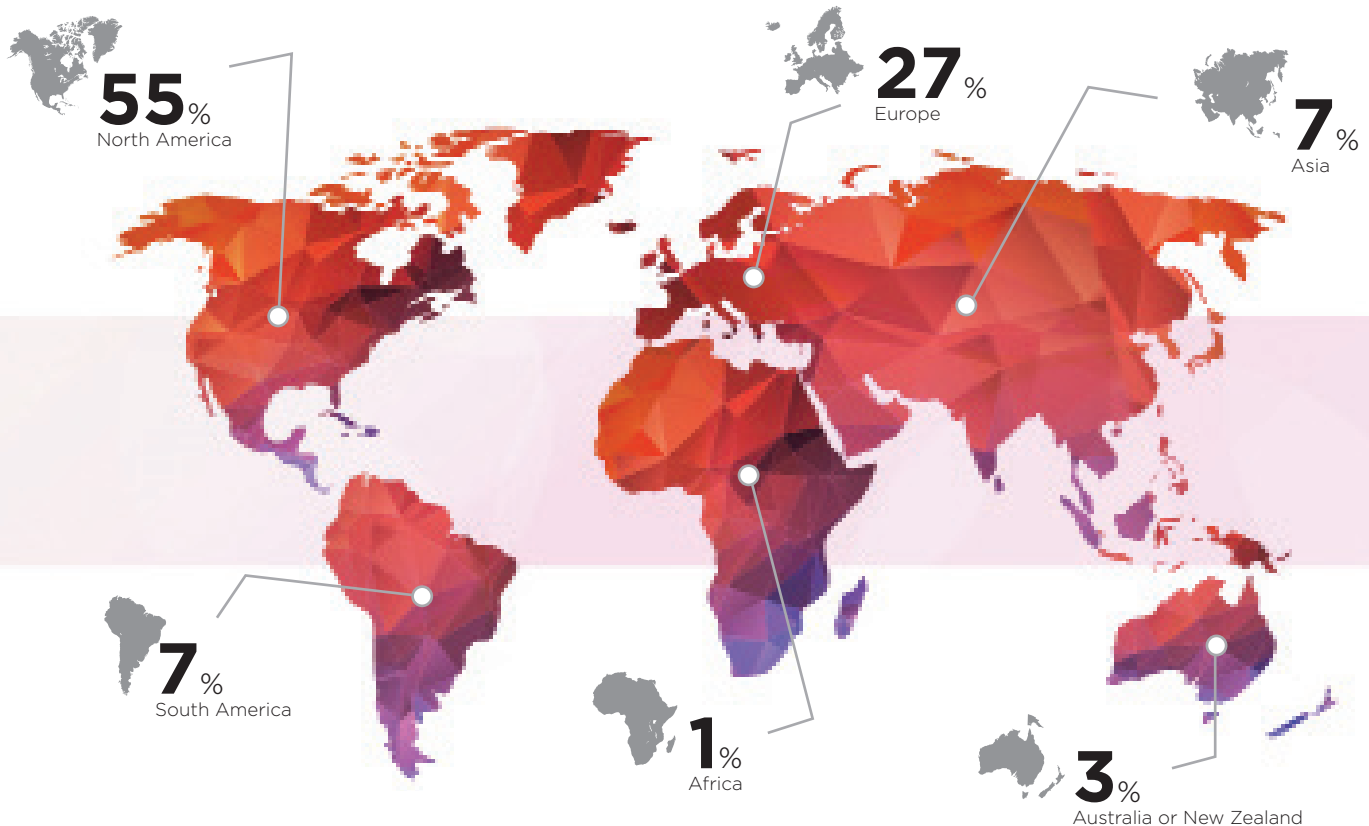 55%
North America
27%
Europe
7%
Asia
7%
South America
1%
Africa
3%
Australia or New Zealand